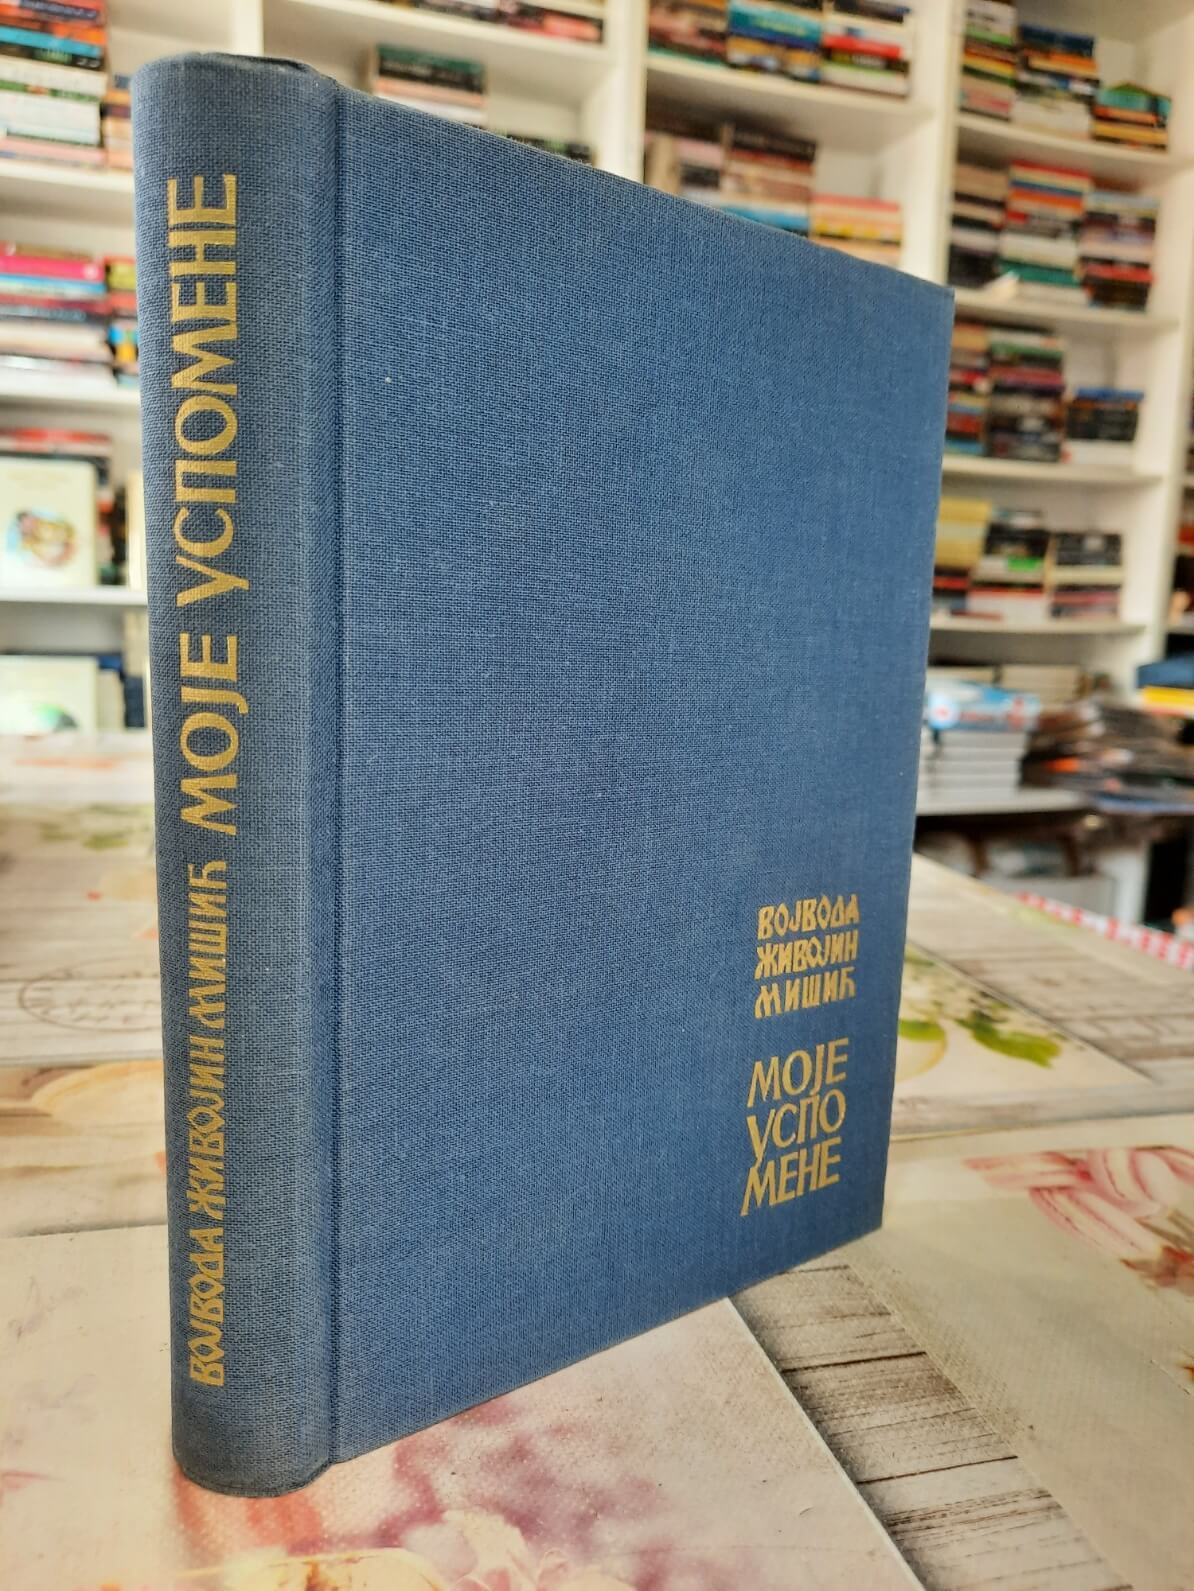 ВОЈВОДА ЖИВОЈИН МИШИЋ МОЈЕ УСПОМЕНЕ
ВОЈВОДА
ЖИВОЈИН
МИШИЋ
МОЈЕ
УСПО
МЕНЕ